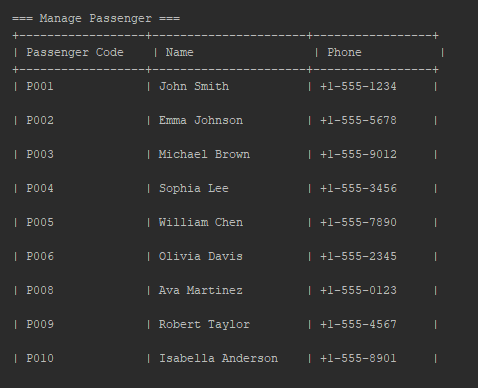 === Manage Passenger ===
+------------------+----------------------+-----------------+
| Passenger Code    | Name                 | Phone                |
+------------------+----------------------+-----------------+
| P001             | John Smith           | +1-555-1234     |
| P002             | Emma Johnson         | +1-555-5678     |
| P003             | Michael Brown        | +1-555-9012     |
| P004             | Sophia Lee           | +1-555-3456     |
| P005             | William Chen         | +1-555-7890     |
| P006             | Olivia Davis         | +1-555-2345     |
| P008             | Ava Martinez         | +1-555-0123     |
| P009             | Robert Taylor        | +1-555-4567     |
| P010             | Isabella Anderson    | +1-555-8901     |